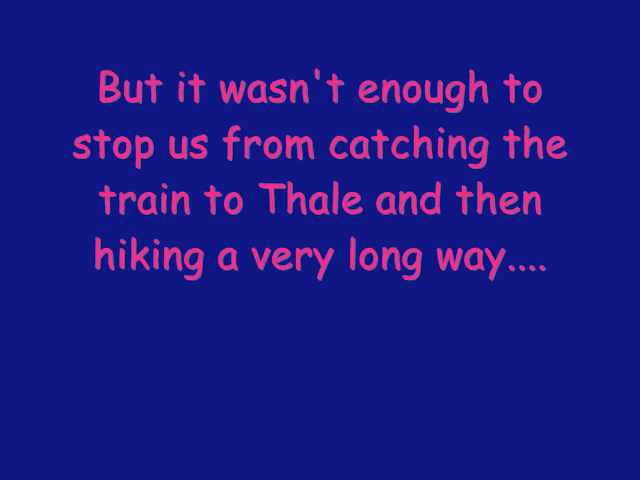 But it wasn't enough to
stop us from catching the
train to Thale and then
hiking a very long way....